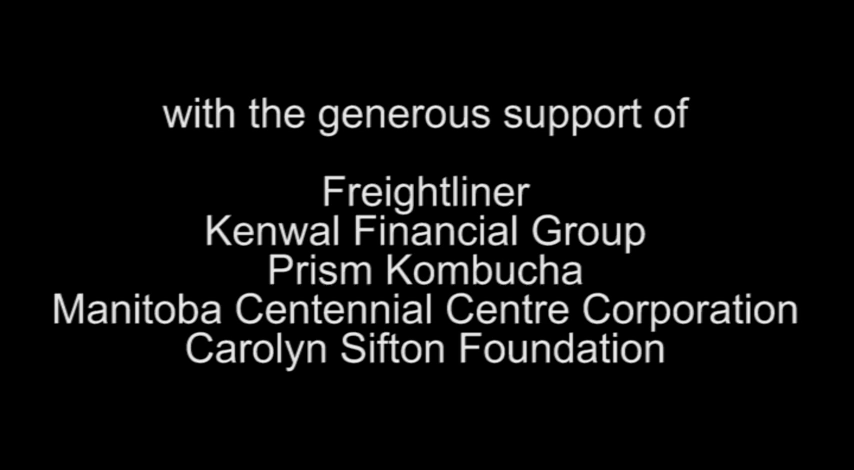 with the generous support of
Freightliner
Kenwal Financial Group
Prism Kombucha
Manitoba Centennial Centre Corporation
Carolyn Sifton Foundation